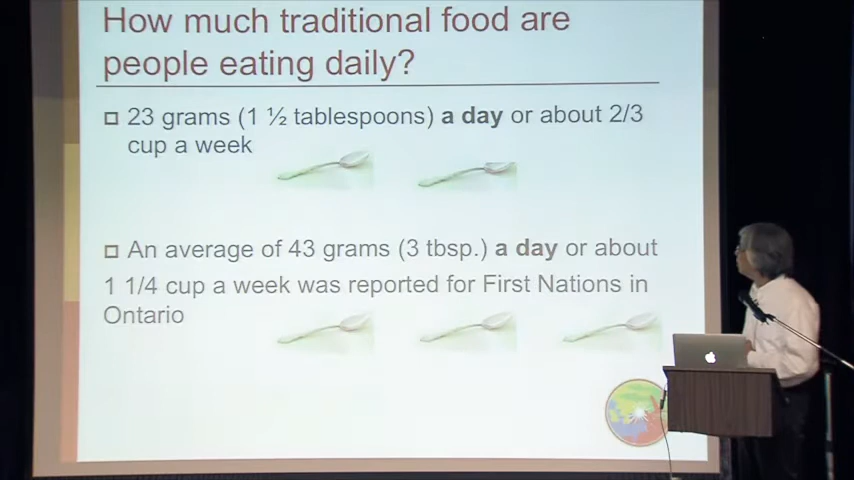 How much traditional food are
people eating daily?
23 grams (1 ½ tablespoons) a day or about 2/3
cup a week
An average of 43 grams (3 tbsp.) a day or about
1 1/4 cup a week was reported for First Nations in
Ontario